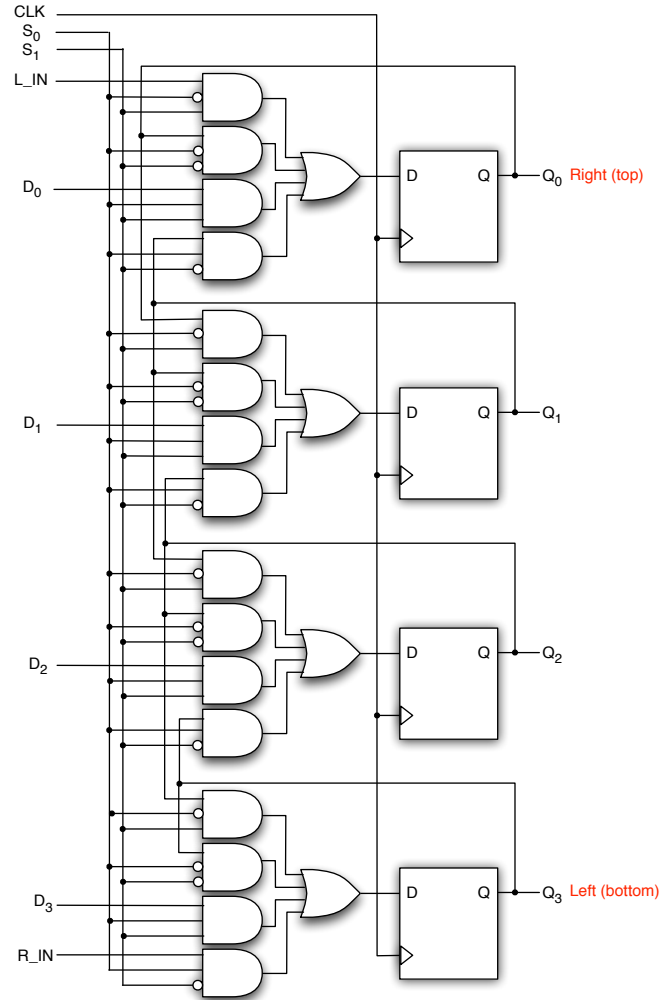 CLK
S0
S1
L_IN
D0
D Q
Q0 Right (top)
D1
D Q
Q1
D2
D Q
Q2
D3
D Q
Q3 Left (bottom)
R_IN